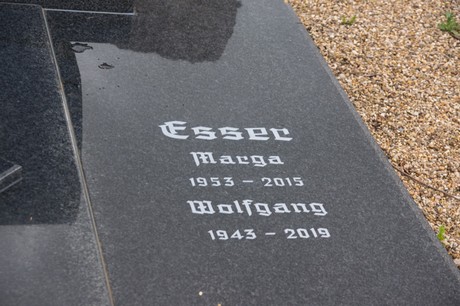 Esser
Marga
1953 – 2015
Wolfgang
1943 – 2019